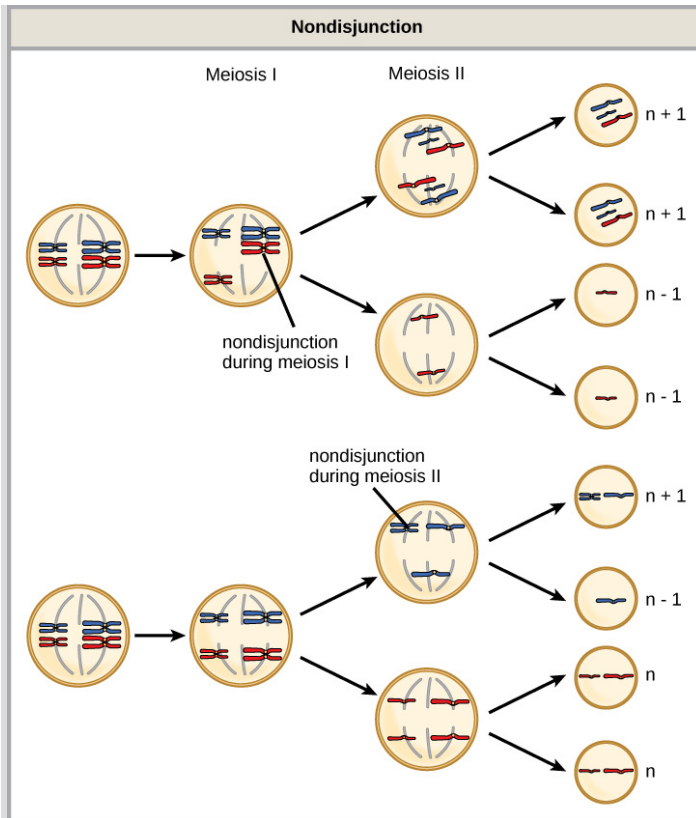 Nondisjunction
Meiosis I
Meiosis II
n + 1
n + 1
nondisjunction
during meiosis I
n - 1
n - 1
nondisjunction
during meiosis II
n + 1
n - 1
n
n